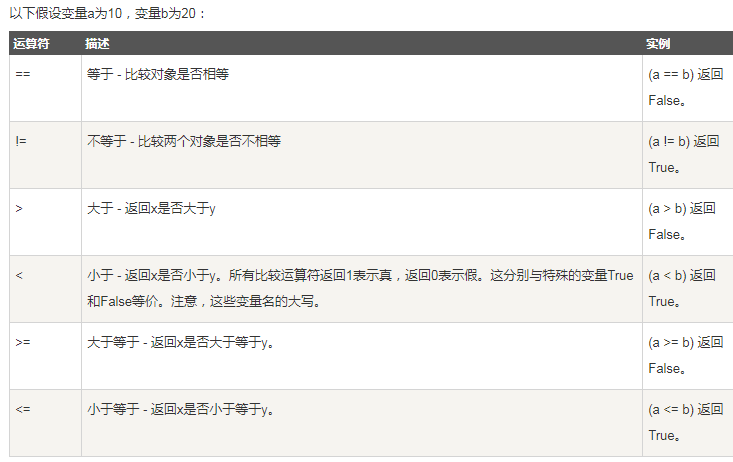 以下假设变量a为10，变量b为20：
运算符 描述 实例
== 等于 - 比较对象是否相等 (a == b) 返回
False。
!= 不等于 - 比较两个对象是否不相等 (a != b) 返回
True。
> 大于 - 返回x是否大于y (a > b) 返回
False。
< 小于 - 返回x是否小于y。所有比较运算符返回1表示真，返回0表示假。这分别与特殊的变量True (a < b) 返回
和False等价。注意，这些变量名的大写。 True。
>= 大于等于 - 返回x是否大于等于y。 (a >= b) 返回
False。
<= 小于等于 - 返回x是否小于等于y。 (a <= b) 返回
True。